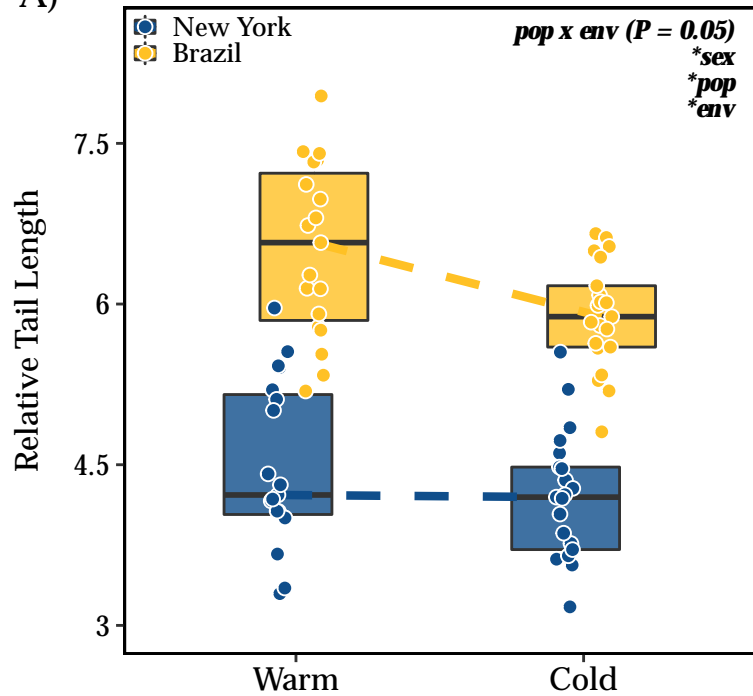 A)
New York
Brazil
pop x env (P = 0.05)
*sex
*pop
*env
7.5
6
4.5
3
Relative Tail Length
Warm
Cold